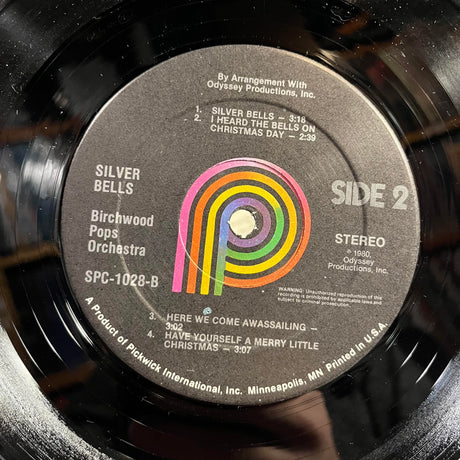 By Arrangement With
Odyssey Productions, Inc.
1. SILVER BELLS – 3:18
2. I HEARD THE BELLS ON
CHRISTMAS DAY – 2:39
SILVER
BELLS
SIDE 2
Birchwood
Pops
Orchestra
STEREO
℗ 1980,
Odyssey
Productions, Inc.
SPC-1028-B
WARNING: Unauthorized reproduction of this
recording is prohibited by applicable laws and
subject to criminal prosecution.
3. HERE WE COME AWASSAILING –
3:02
4. HAVE YOURSELF A MERRY LITTLE
CHRISTMAS – 3:07
A Product of Pickwick International, Inc. Minneapolis, MN Printed in U.S.A.